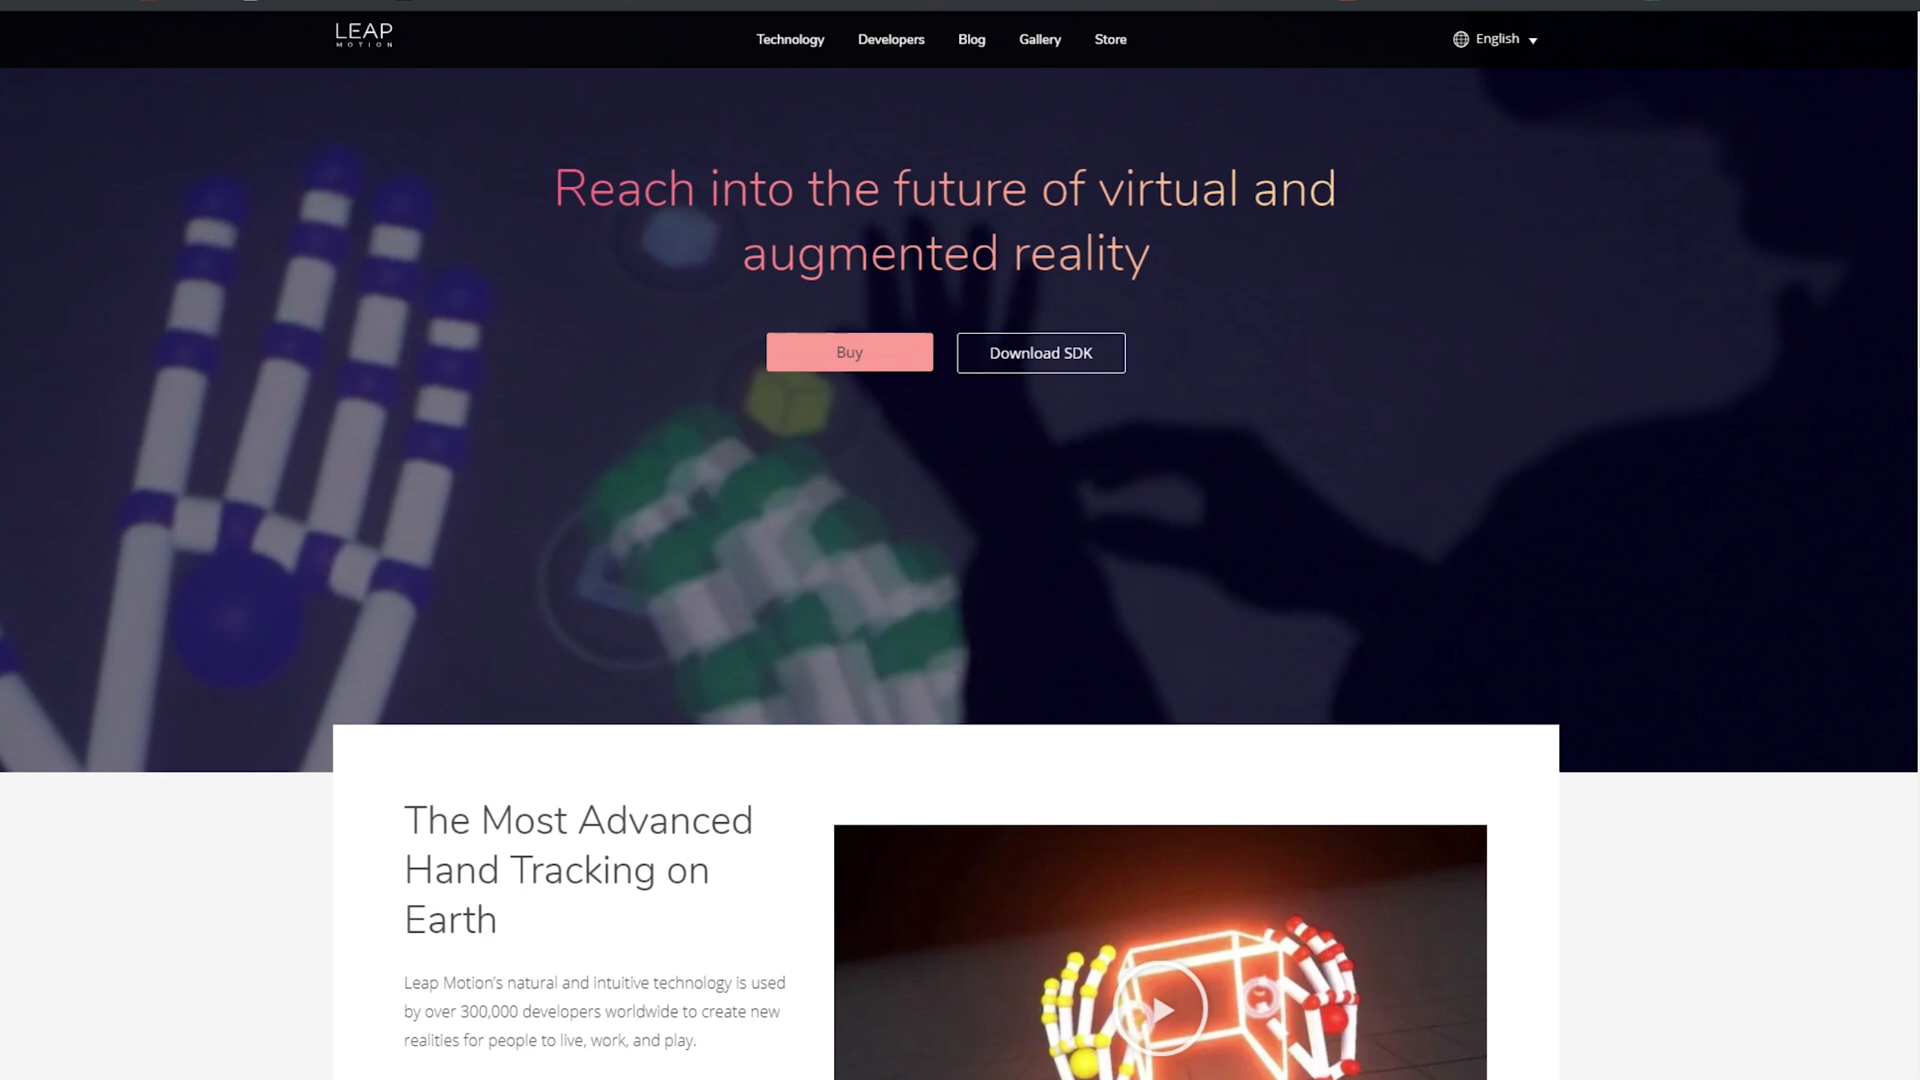 LEAP
MOTION
Technology
Developers
Blog
Gallery
Store
English
Reach into the future of virtual and
augmented reality
Buy
Download SDK
The Most Advanced
Hand Tracking on
Earth
Leap Motion’s natural and intuitive technology is used
by over 300,000 developers worldwide to create new
realities for people to live, work, and play.